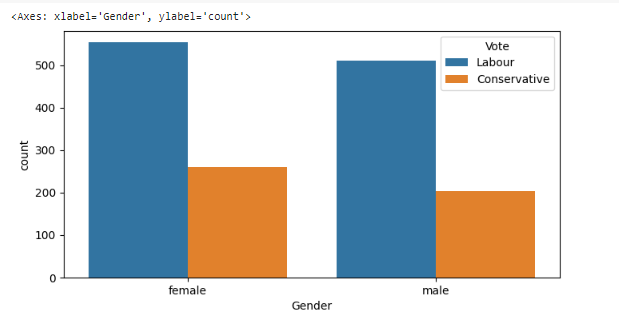 <Axes: xlabel='Gender', ylabel='count'>
Vote
Labour
Conservative
500
400
300
200
100
0
count
female male
Gender